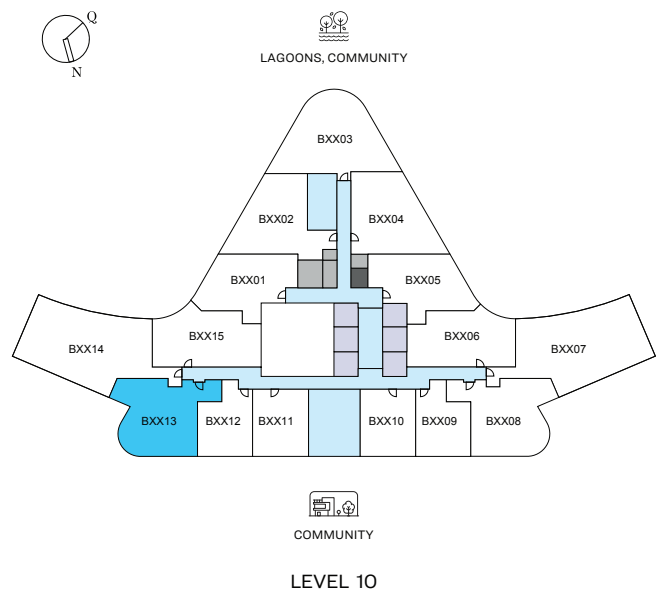 Q
N
LAGOONS, COMMUNITY
BXX03
BXX02
BXX04
BXX01
BXX05
BXX15
BXX06
BXX14
BXX07
BXX13
BXX12
BXX11
BXX10
BXX09
BXX08
COMMUNITY
LEVEL 10